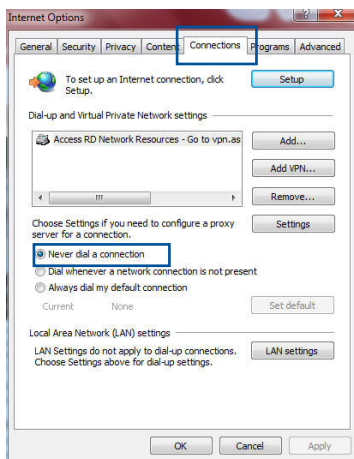 Internet Options
General Security Privacy Content Connections Programs Advanced
To set up an Internet connection, click
Setup.
Setup
Dial-up and Virtual Private Network settings
Access RD Network Resources - Go to vpn.as
Add...
Add VPN...
Remove...
Choose Settings if you need to configure a proxy
server for a connection.
Settings
Never dial a connection
Dial whenever a network connection is not present
Always dial my default connection
Current None
Set default
Local Area Network (LAN) settings
LAN Settings do not apply to dial-up connections.
Choose Settings above for dial-up settings.
LAN settings
OK Cancel Apply